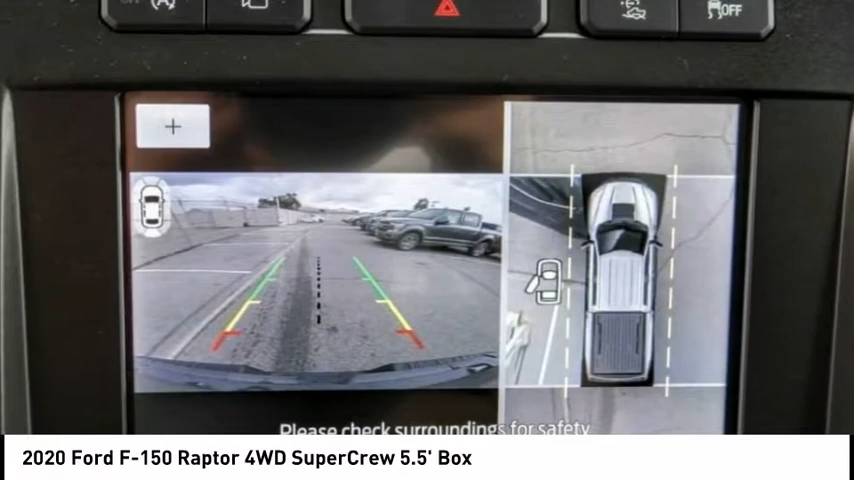 OFF
+
Please check surroundings for safety
2020 Ford F-150 Raptor 4WD SuperCrew 5.5' Box